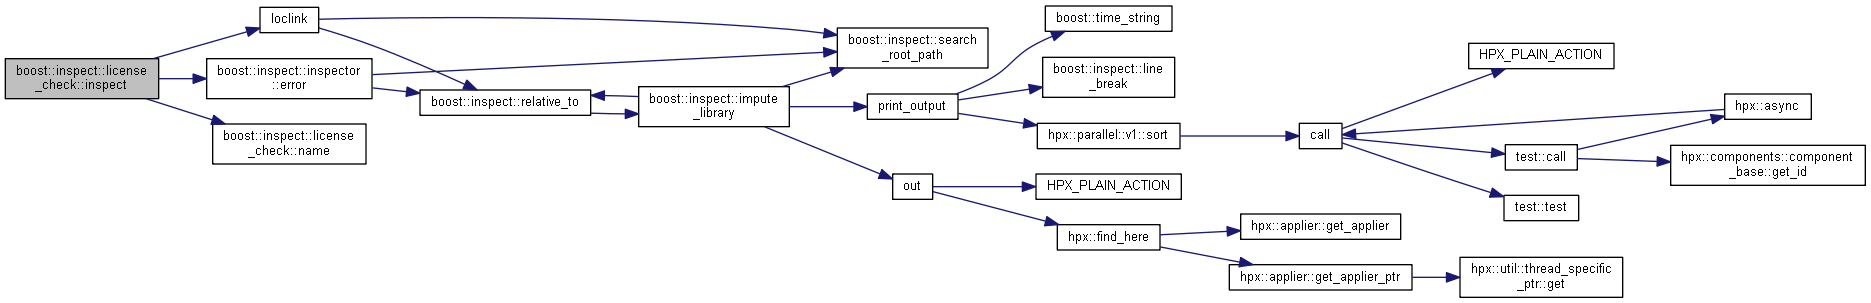 boost::inspect::license
_check::inspect
loclink
boost::inspect::inspector
::error
boost::inspect::license
_check::name
boost::inspect::relative_to
boost::inspect::search
_root_path
boost::inspect::impute
_library
print_output
out
boost::time_string
boost::inspect::line
_break
hpx::parallel::v1::sort
HPX_PLAIN_ACTION
hpx::find_here
call
hpx::applier::get_applier
hpx::applier::get_applier_ptr
HPX_PLAIN_ACTION
test::call
test::test
hpx::util::thread_specific
_ptr::get
hpx::async
hpx::components::component
_base::get_id